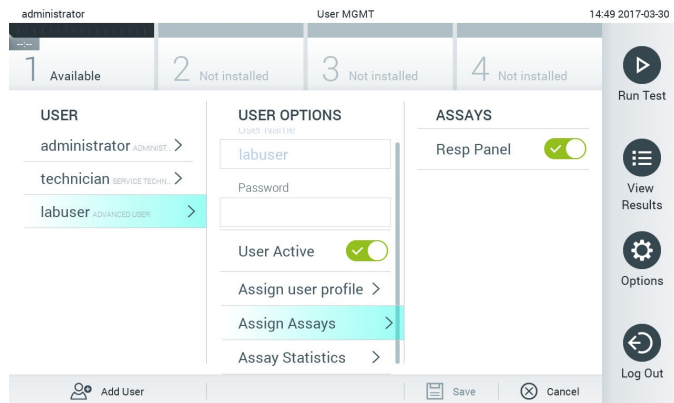 administrator User MGMT 14:49 2017-03-30
--:--
1 Available 2 Not installed 3 Not installed 4 Not installed
Run Test
USER USER OPTIONS ASSAYS
User Name
administrator ADMINIST... >
labuser
Resp Panel
technician SERVICE TECHN... >
Password
View
Results
labuser ADVANCED USER >
User Active
Assign user profile >
Options
Assign Assays >
Assay Statistics >
Log Out
Add User Save Cancel